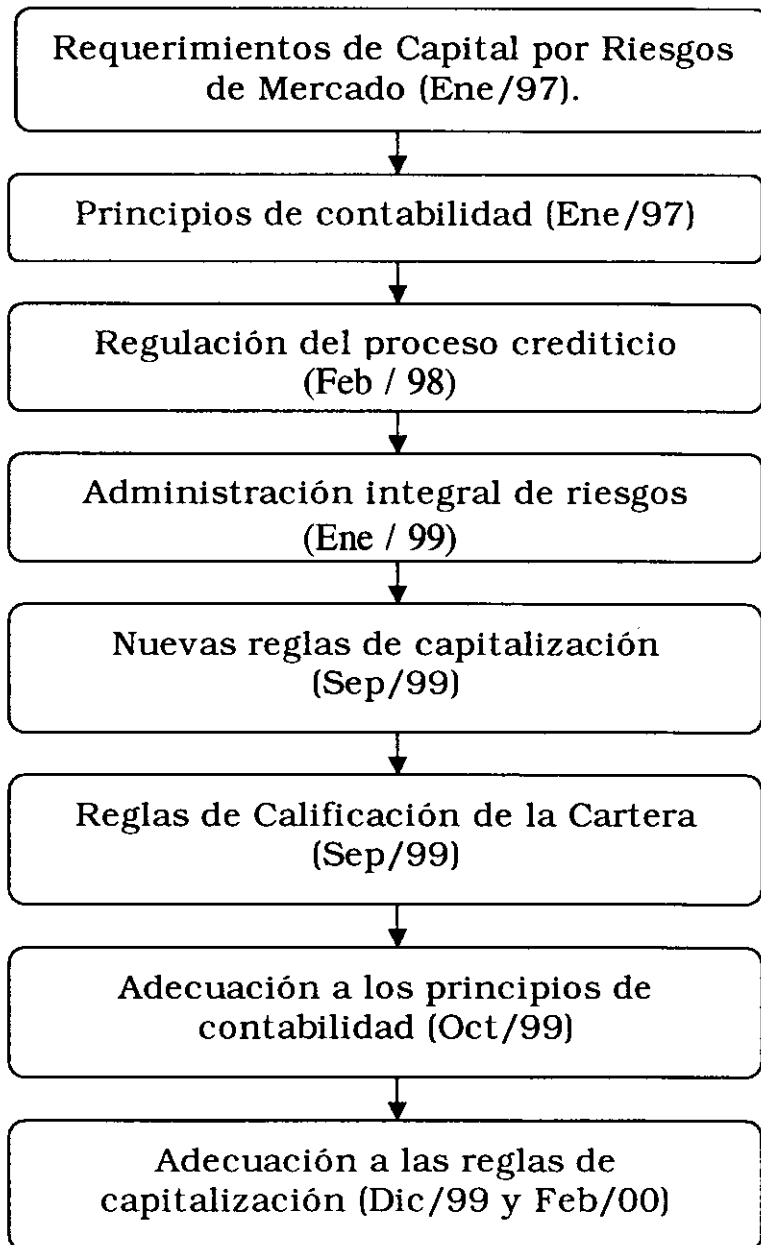 Requerimientos de Capital por Riesgos
de Mercado (Ene/97).
Principios de contabilidad (Ene/97)
Regulación del proceso crediticio
(Feb / 98)
Administración integral de riesgos
(Ene / 99)
Nuevas reglas de capitalización
(Sep/99)
Reglas de Calificación de la Cartera
(Sep/99)
Adecuación a los principios de
contabilidad (Oct/99)
Adecuación a las reglas de
capitalización (Dic/99 y Feb/00)